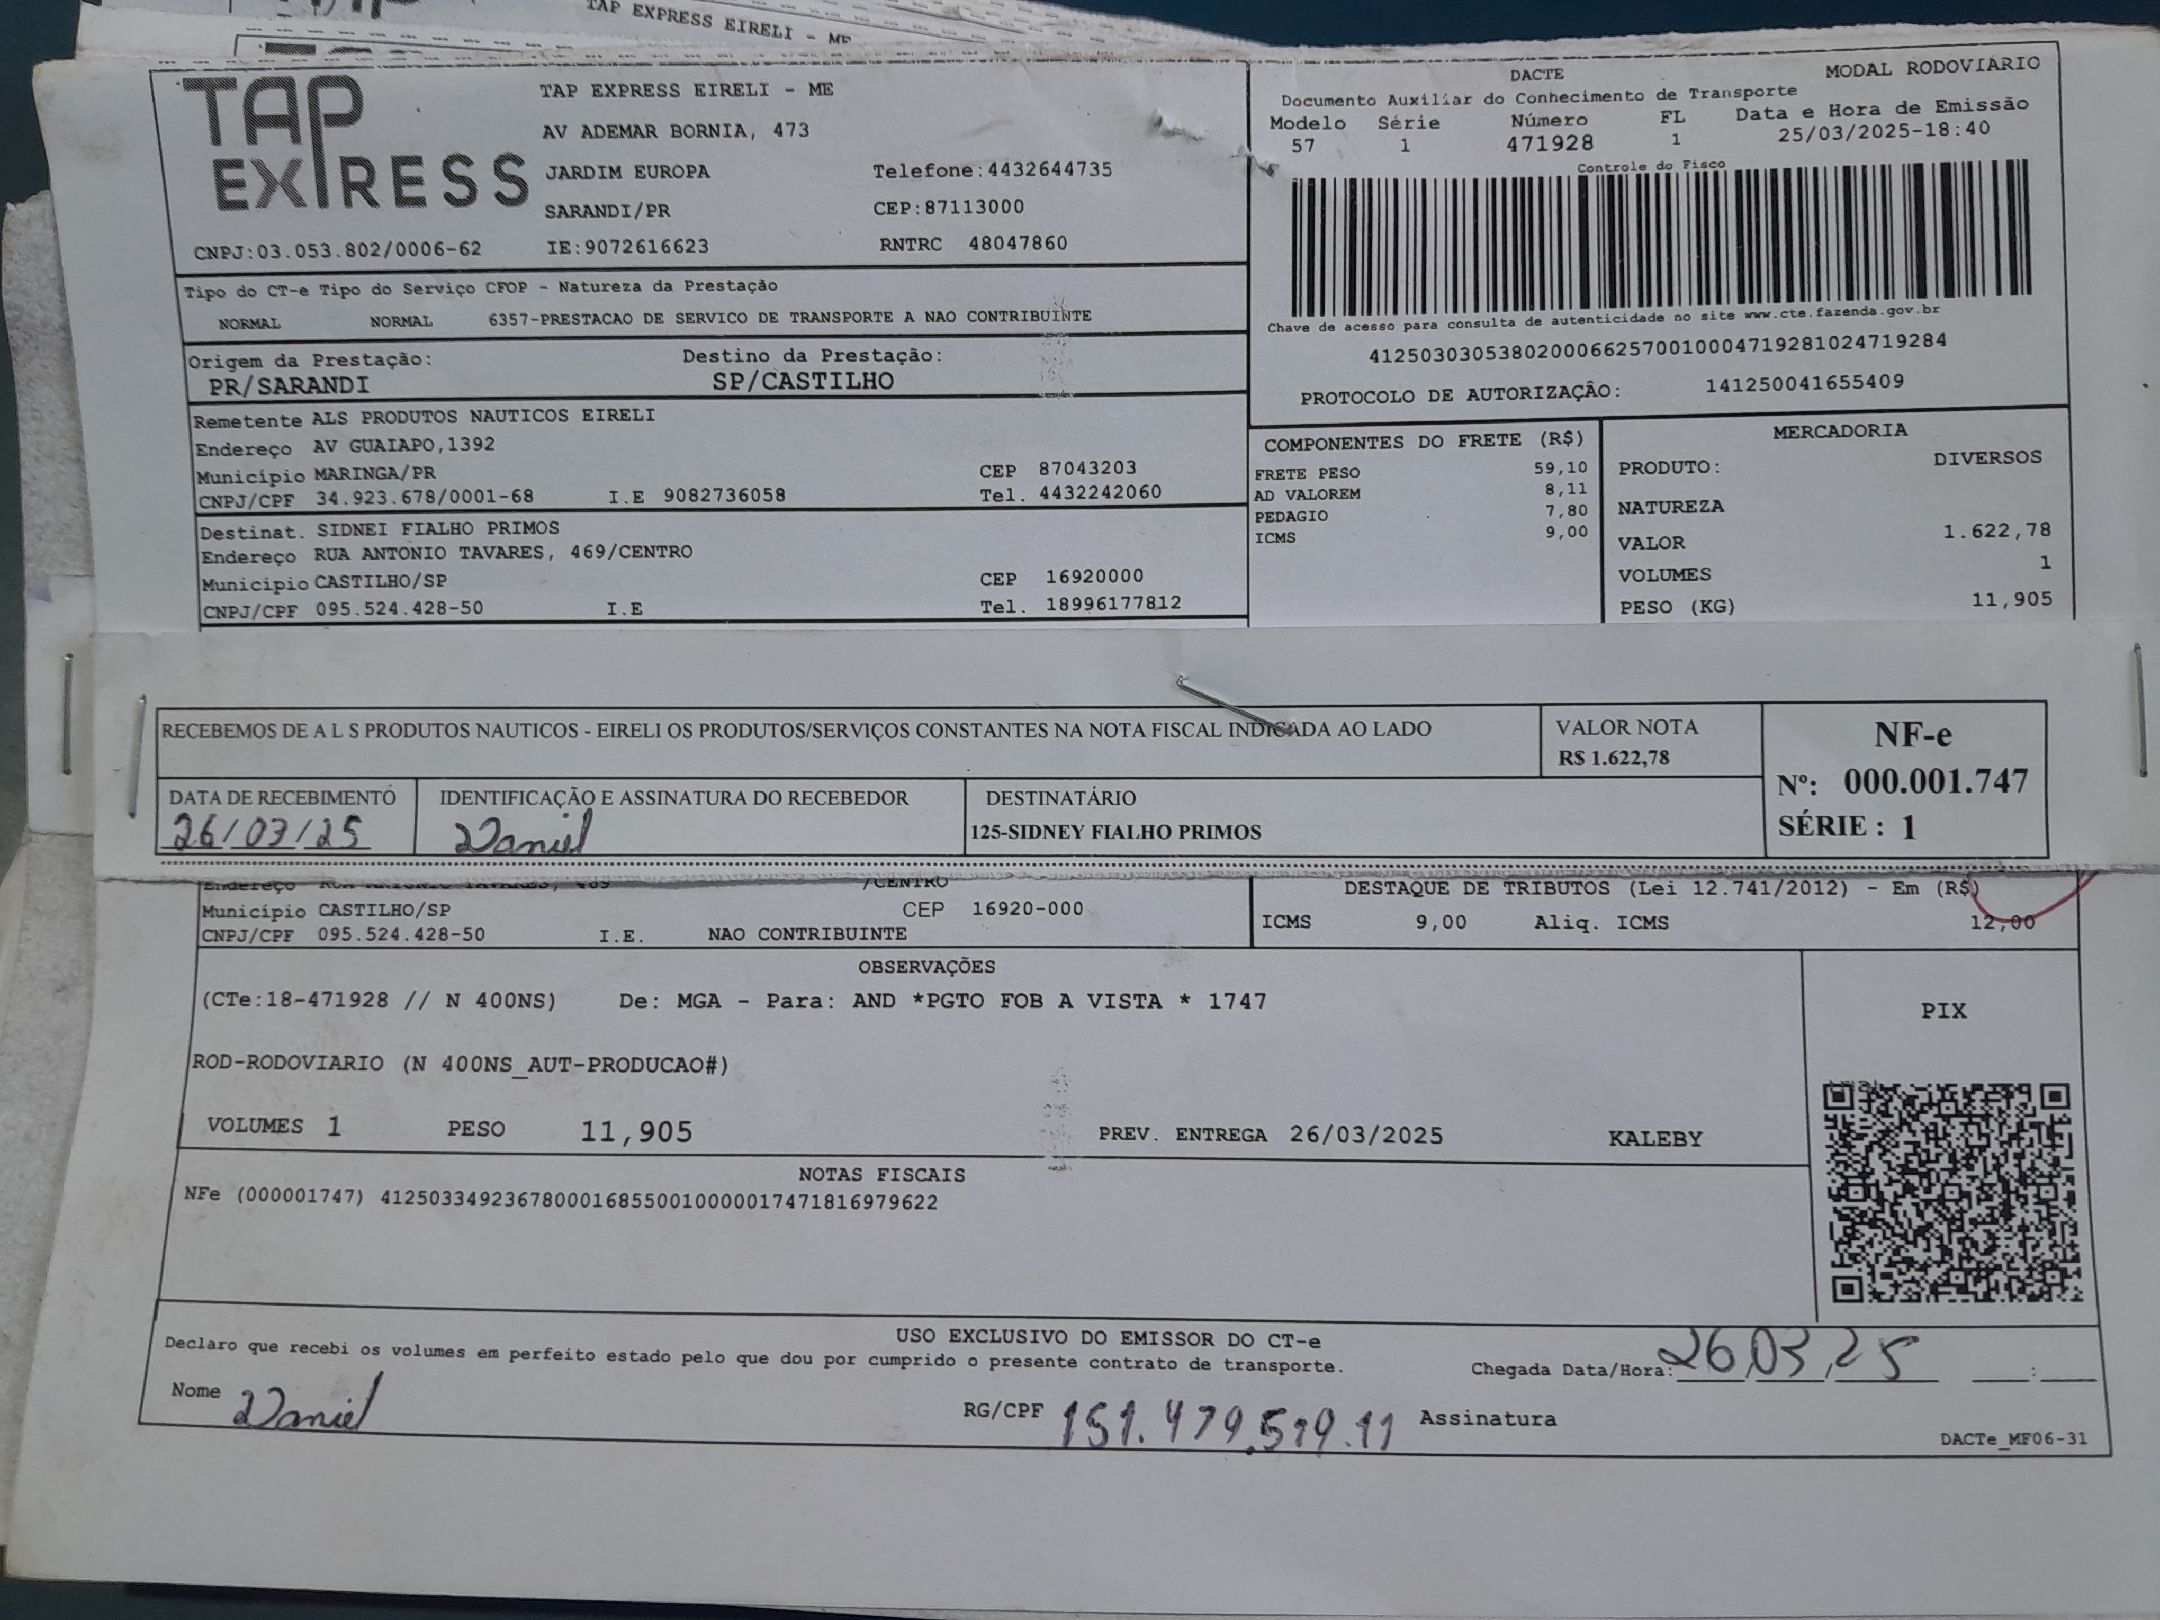 TAP EXPRESS EIRELI - ME
TAP EXPRESS
TAP EXPRESS EIRELI - ME
AV ADEMAR BORNIA, 473
JARDIM EUROPA Telefone:4432644735
SARANDI/PR CEP:87113000
CNPJ:03.053.802/0006-62 IE:9072616623 RNTRC 48047860
DACTE MODAL RODOVIÁRIO
Documento Auxiliar do Conhecimento de Transporte
Modelo Série Número FL Data e Hora de Emissão
57 1 471928 1 25/03/2025-18:40
Controle do Fisco
Chave de acesso para consulta de autenticidade no site www.cte.fazenda.gov.br
41250303053802000662570010004719281024719284
PROTOCOLO DE AUTORIZAÇÂO: 141250041655409
Tipo do CT-e Tipo do Serviço CFOP - Natureza da Prestação
NORMAL NORMAL 6357-PRESTACAO DE SERVICO DE TRANSPORTE A NAO CONTRIBUINTE
Origem da Prestação: Destino da Prestação:
PR/SARANDI SP/CASTILHO
Remetente ALS PRODUTOS NAUTICOS EIRELI
Endereço AV GUAIAPO,1392
Município MARINGA/PR CEP 87043203
CNPJ/CPF 34.923.678/0001-68 I.E 9082736058 Tel. 4432242060
Destinat. SIDNEI FIALHO PRIMOS
Endereço RUA ANTONIO TAVARES, 469/CENTRO
Município CASTILHO/SP CEP 16920000
CNPJ/CPF 095.524.428-50 I.E Tel. 18996177812
COMPONENTES DO FRETE (R$)
FRETE PESO 59,10
AD VALOREM 8,11
PEDAGIO 7,80
ICMS 9,00
MERCADORIA
PRODUTO: DIVERSOS
NATUREZA
VALOR 1.622,78
VOLUMES 1
PESO (KG) 11,905
RECEBEMOS DE A L S PRODUTOS NAUTICOS - EIRELI OS PRODUTOS/SERVIÇOS CONSTANTES NA NOTA FISCAL INDICADA AO LADO
VALOR NOTA
R$ 1.622,78
NF-e
Nº: 000.001.747
SÉRIE : 1
DATA DE RECEBIMENTO IDENTIFICAÇÃO E ASSINATURA DO RECEBEDOR DESTINATÁRIO
26/03/25 Daniel 125-SIDNEY FIALHO PRIMOS
Endereço RUA ANTONIO TAVARES, 469 /CENTRO
Município CASTILHO/SP CEP 16920-000
CNPJ/CPF 095.524.428-50 I.E. NAO CONTRIBUINTE
DESTAQUE DE TRIBUTOS (Lei 12.741/2012) - Em (R$)
ICMS 9,00 Aliq. ICMS 12,00
OBSERVAÇÕES
(CTe:18-471928 // N 400NS) De: MGA - Para: AND *PGTO FOB A VISTA * 1747
PIX
ROD-RODOVIARIO (N 400NS_AUT-PRODUCAO#)
VOLUMES 1 PESO 11,905 PREV. ENTREGA 26/03/2025 KALEBY
NOTAS FISCAIS
NFe (000001747) 41250334923678000168550010000017471816979622
USO EXCLUSIVO DO EMISSOR DO CT-e
Declaro que recebi os volumes em perfeito estado pelo que dou por cumprido o presente contrato de transporte.
Chegada Data/Hora: 26 03 25 :
Nome Daniel RG/CPF 151.479.519.11 Assinatura
DACTe_MF06-31